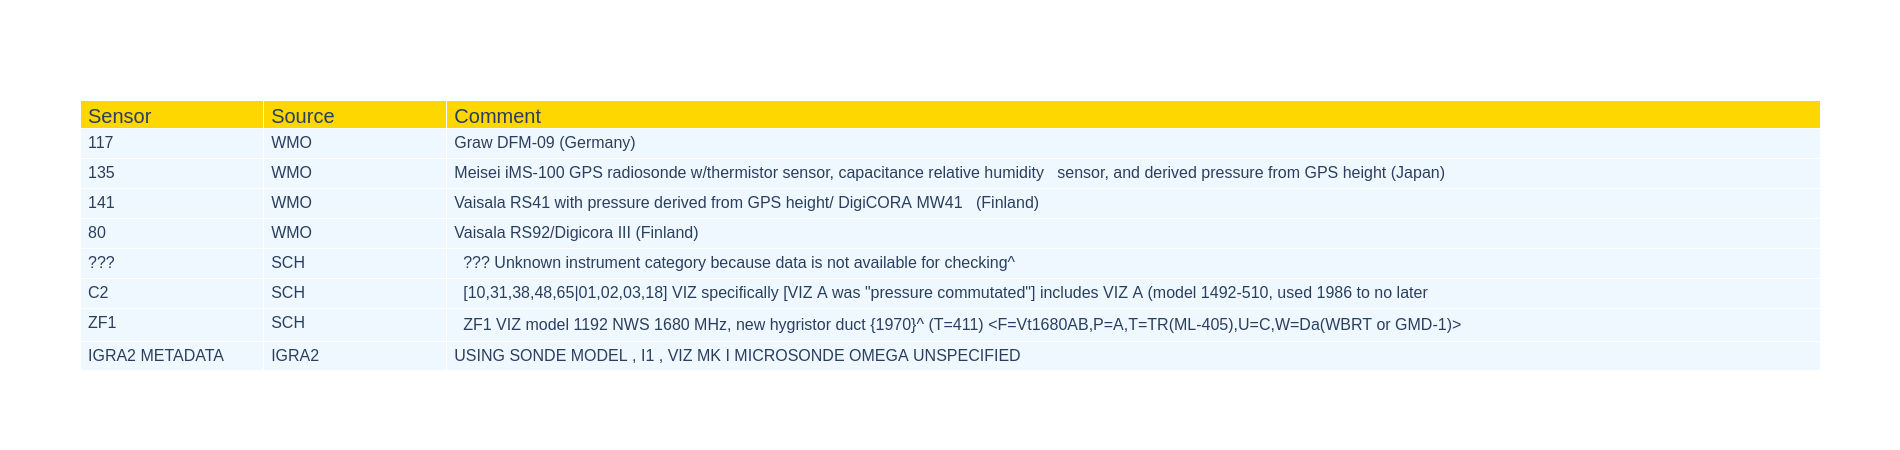 Sensor Source Comment
117 WMO Graw DFM-09 (Germany)
135 WMO Meisei iMS-100 GPS radiosonde w/thermistor sensor, capacitance relative humidity   sensor, and derived pressure from GPS height (Japan)
141 WMO Vaisala RS41 with pressure derived from GPS height/ DigiCORA MW41   (Finland)
80 WMO Vaisala RS92/Digicora III (Finland)
??? SCH ??? Unknown instrument category because data is not available for checking^
C2 SCH [10,31,38,48,65|01,02,03,18] VIZ specifically [VIZ A was "pressure commutated"] includes VIZ A (model 1492-510, used 1986 to no later
ZF1 SCH ZF1 VIZ model 1192 NWS 1680 MHz, new hygristor duct {1970}^ (T=411) <F=Vt1680AB,P=A,T=TR(ML-405),U=C,W=Da(WBRT or GMD-1)>
IGRA2 METADATA IGRA2 USING SONDE MODEL , I1 , VIZ MK I MICROSONDE OMEGA UNSPECIFIED